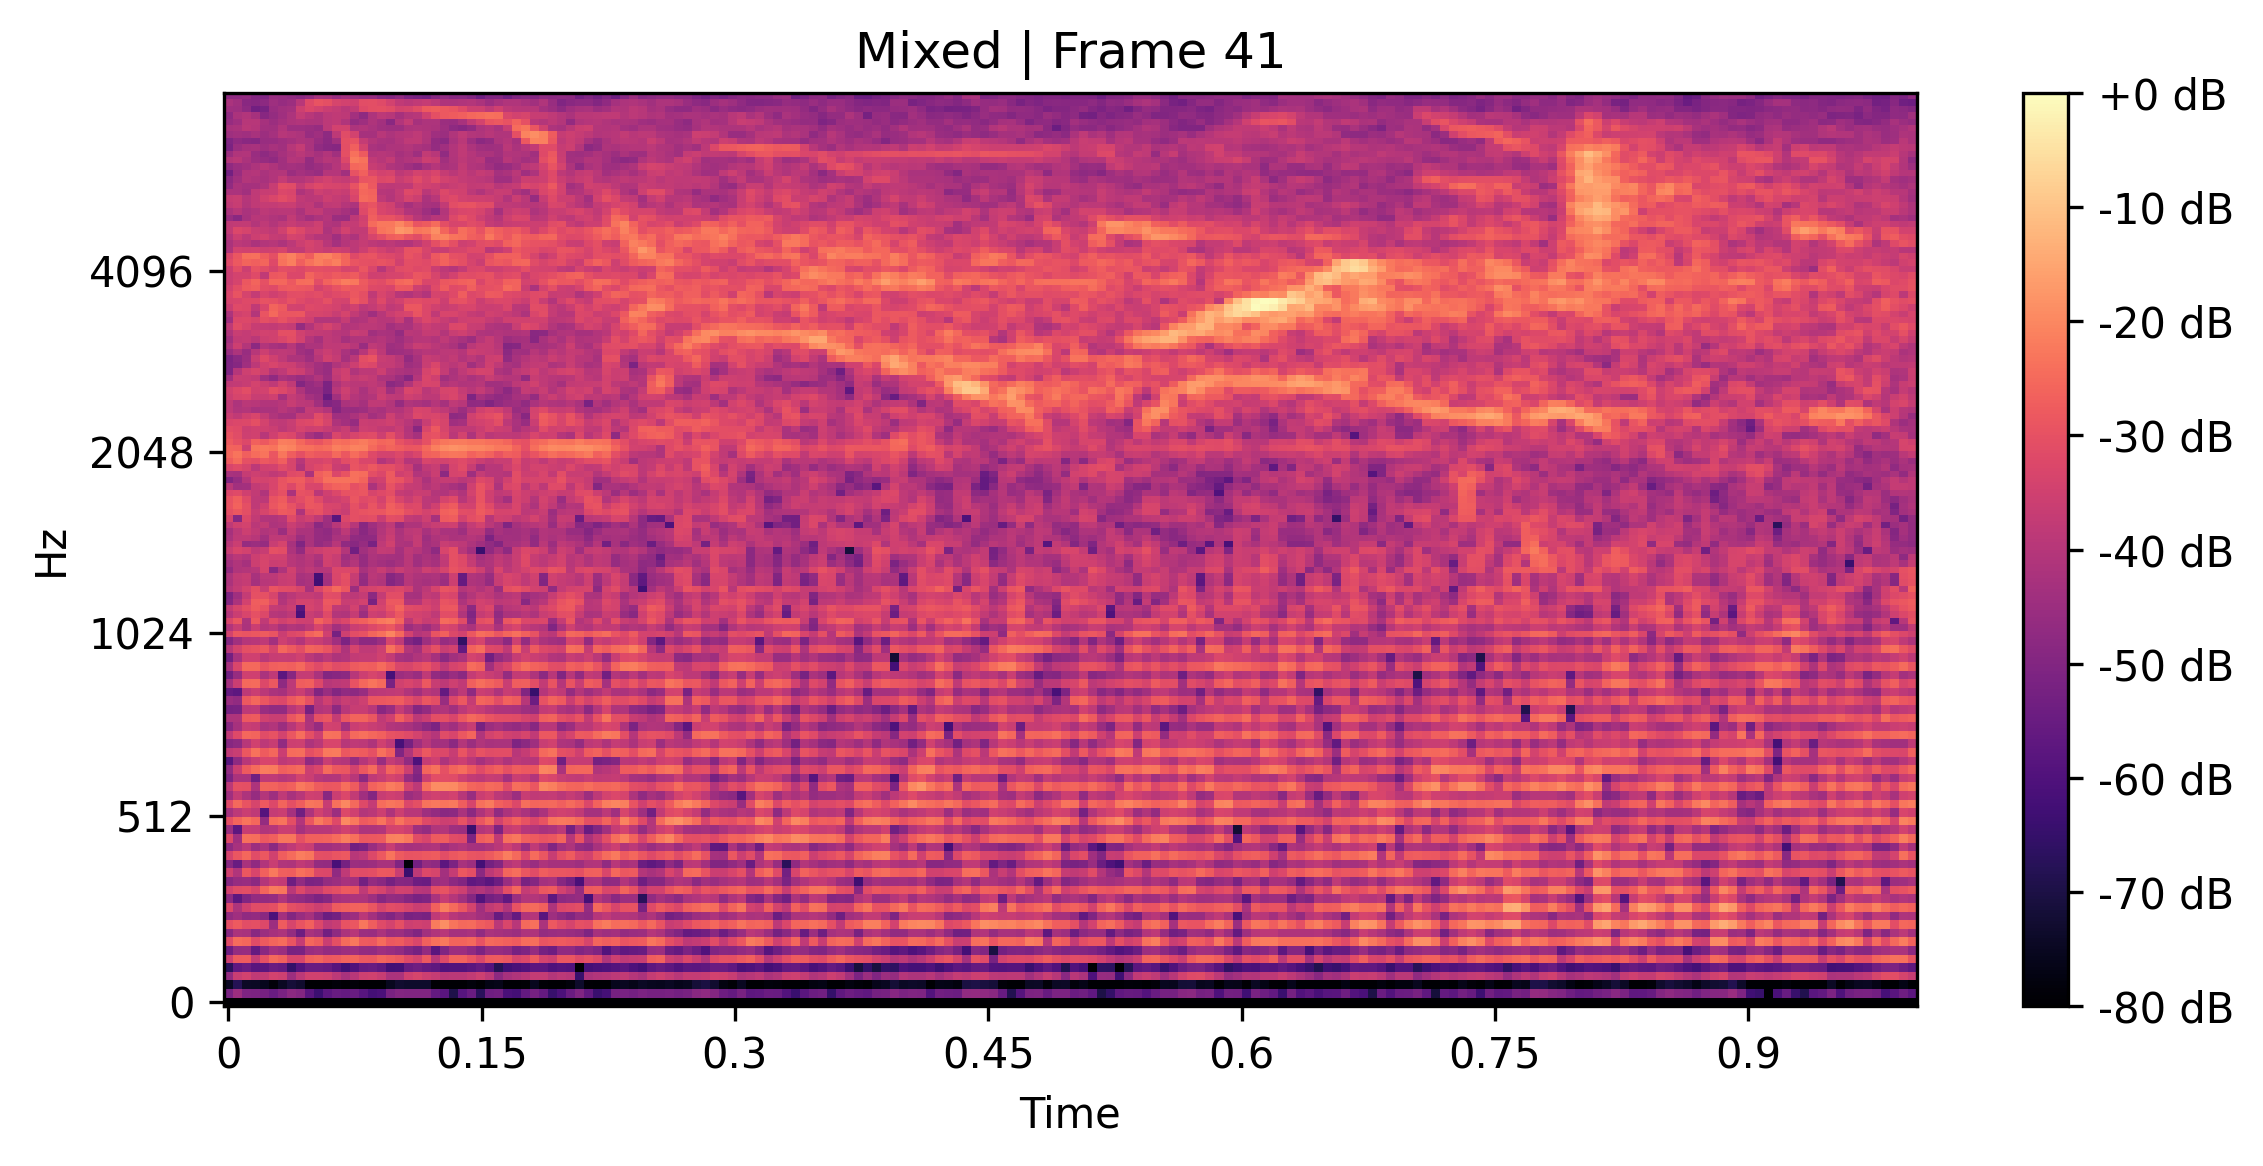 Mixed | Frame 41
Hz
4096
2048
1024
512
0
0 0.15 0.3 0.45 0.6 0.75 0.9
Time
+0 dB
-10 dB
-20 dB
-30 dB
-40 dB
-50 dB
-60 dB
-70 dB
-80 dB